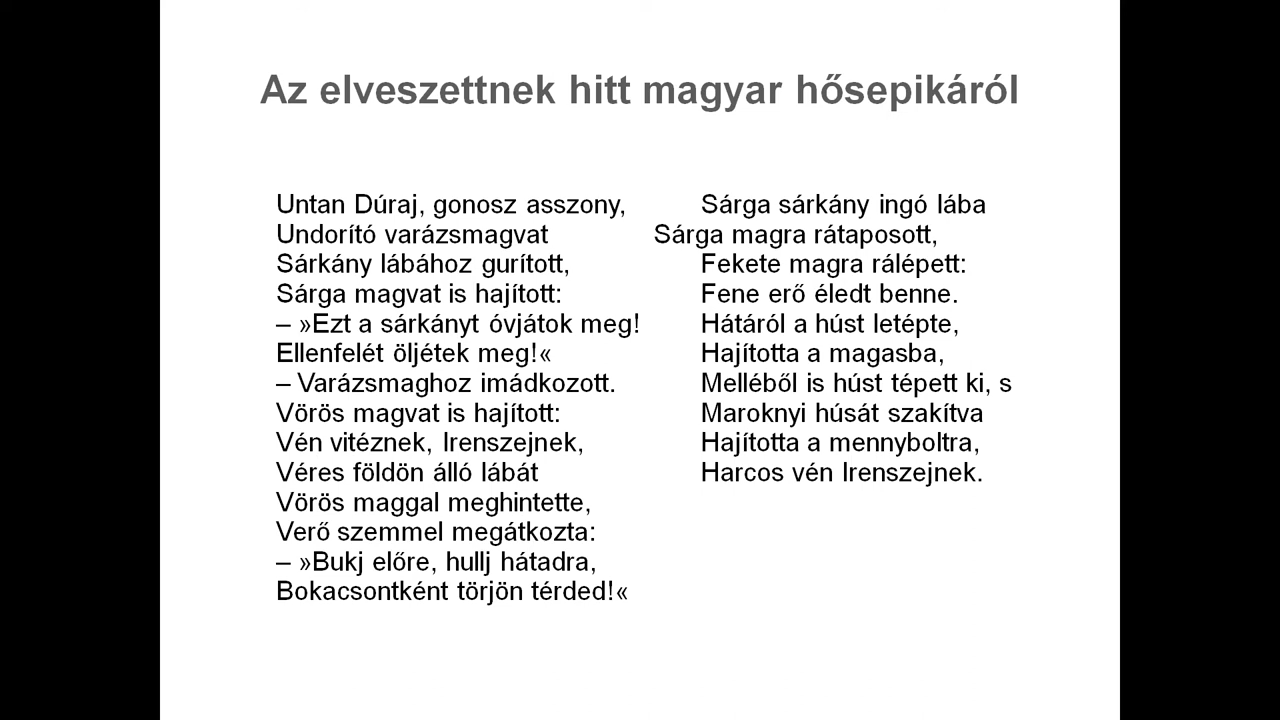 Az elveszettnek hitt magyar hősepikáról
Untan Dúraj, gonosz asszony,
Undorító varázsmagvat
Sárkány lábához gurított,
Sárga magvat is hajított:
– »Ezt a sárkányt óvjátok meg!
Ellenfelét öljétek meg!«
– Varázsmaghoz imádkozott.
Vörös magvat is hajított:
Vén vitéznek, Irenszejnek,
Véres földön álló lábát
Vörös maggal meghintette,
Verő szemmel megátkozta:
– »Bukj előre, hullj hátadra,
Bokacsontként törjön térded!«
Sárga sárkány ingó lába
Sárga magra rátaposott,
Fekete magra rálépett:
Fene erő éledt benne.
Hátáról a húst letépte,
Hajította a magasba,
Melléből is húst tépett ki, s
Maroknyi húsát szakítva
Hajította a mennyboltra,
Harcos vén Irenszejnek.